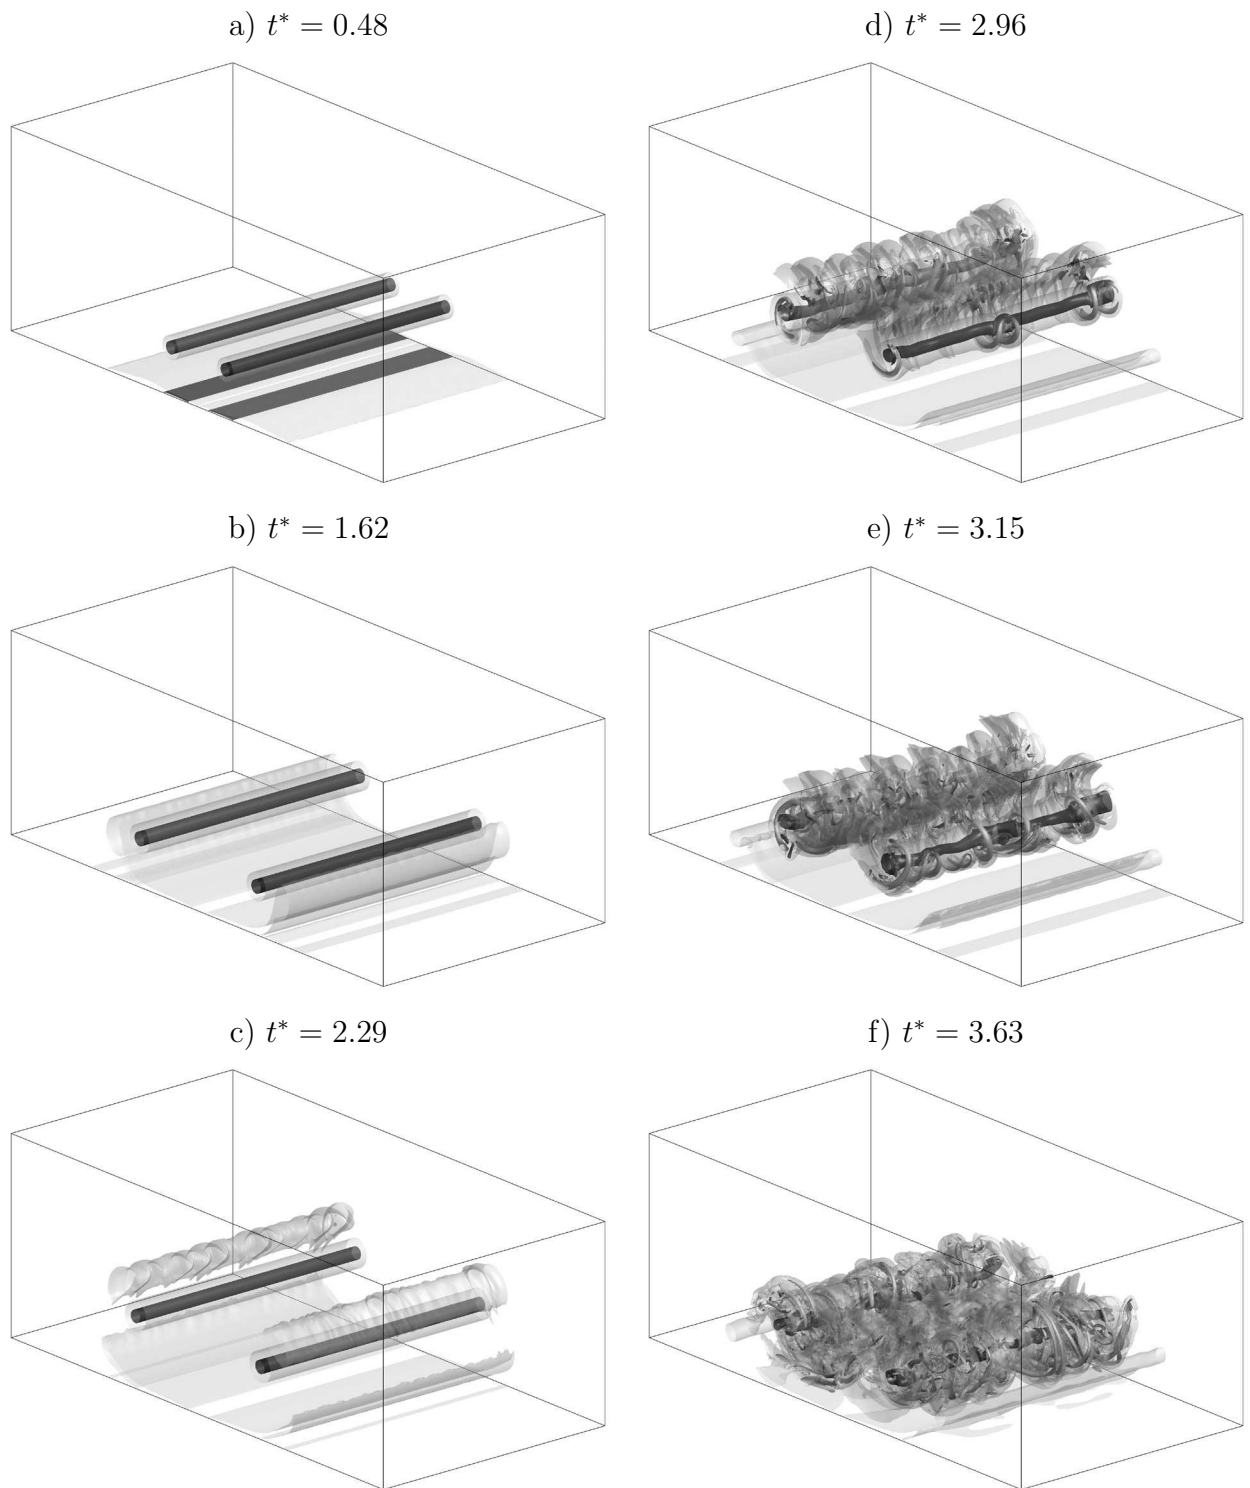 a) t* = 0.48
d) t* = 2.96
b) t* = 1.62
e) t* = 3.15
c) t* = 2.29
f) t* = 3.63